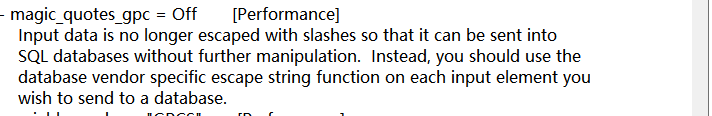 - magic_quotes_gpc = Off [Performance]
Input data is no longer escaped with slashes so that it can be sent into
SQL databases without further manipulation. Instead, you should use the
database vendor specific escape string function on each input element you
wish to send to a database.